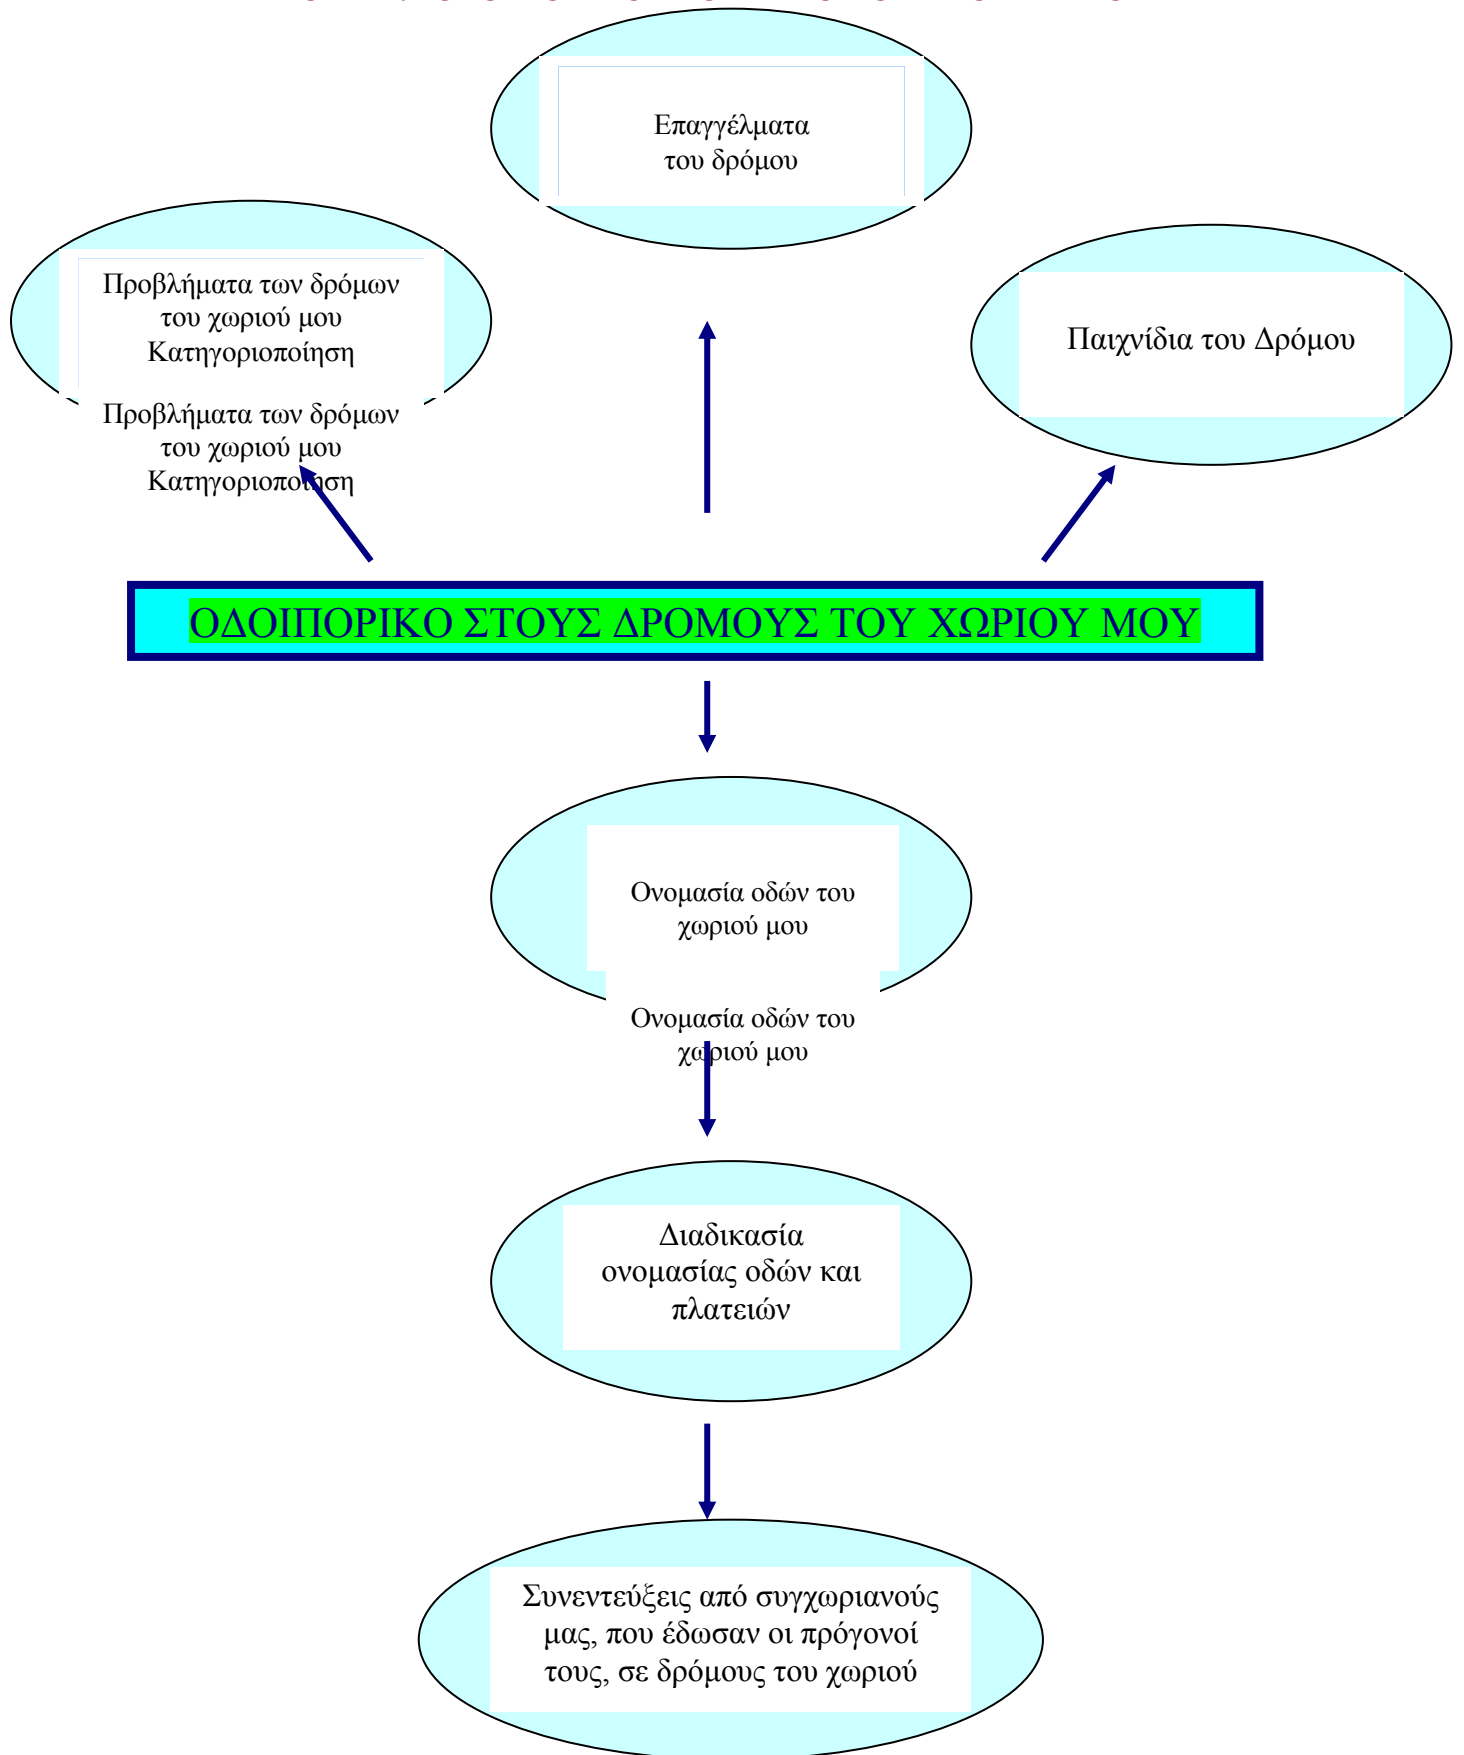 Επαγγέλματα
του δρόμου
Προβλήματα των δρόμων
του χωριού μου
Κατηγοριοποίηση
Προβλήματα των δρόμων
του χωριού μου
Κατηγοριοποίηση
Παιχνίδια του Δρόμου
ΟΔΟΙΠΟΡΙΚΟ ΣΤΟΥΣ ΔΡΟΜΟΥΣ ΤΟΥ ΧΩΡΙΟΥ ΜΟΥ
Ονομασία οδών του
χωριού μου
Ονομασία οδών του
χωριού μου
Διαδικασία
ονομασίας οδών και
πλατειών
Συνεντεύξεις από συγχωριανούς
μας, που έδωσαν οι πρόγονοί
τους, σε δρόμους του χωριού